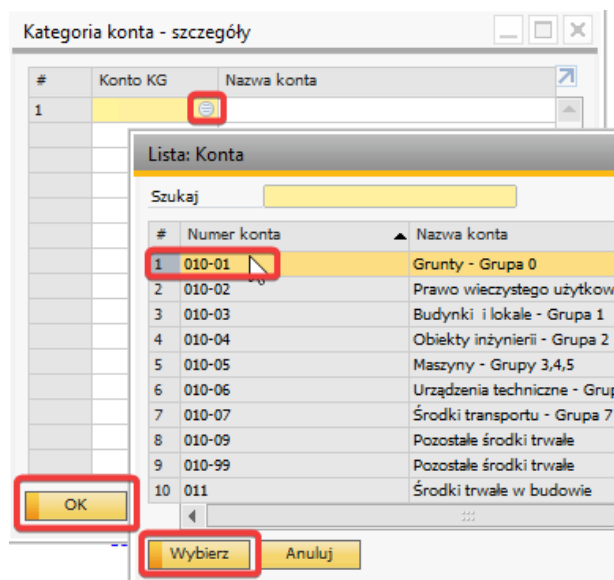 Kategoria konta - szczegóły
# Konto KG Nazwa konta
1
Lista: Konta
Szukaj
# Numer konta Nazwa konta
1 010-01 Grunty - Grupa 0
2 010-02 Prawo wieczystego użytkow
3 010-03 Budynki i lokale - Grupa 1
4 010-04 Obiekty inżynierii - Grupa 2
5 010-05 Maszyny - Grupy 3,4,5
6 010-06 Urządzenia techniczne - Grup
7 010-07 Środki transportu - Grupa 7
8 010-09 Pozostałe środki trwałe
9 010-99 Pozostałe środki trwałe
10 011 Środki trwałe w budowie
OK
Wybierz Anuluj